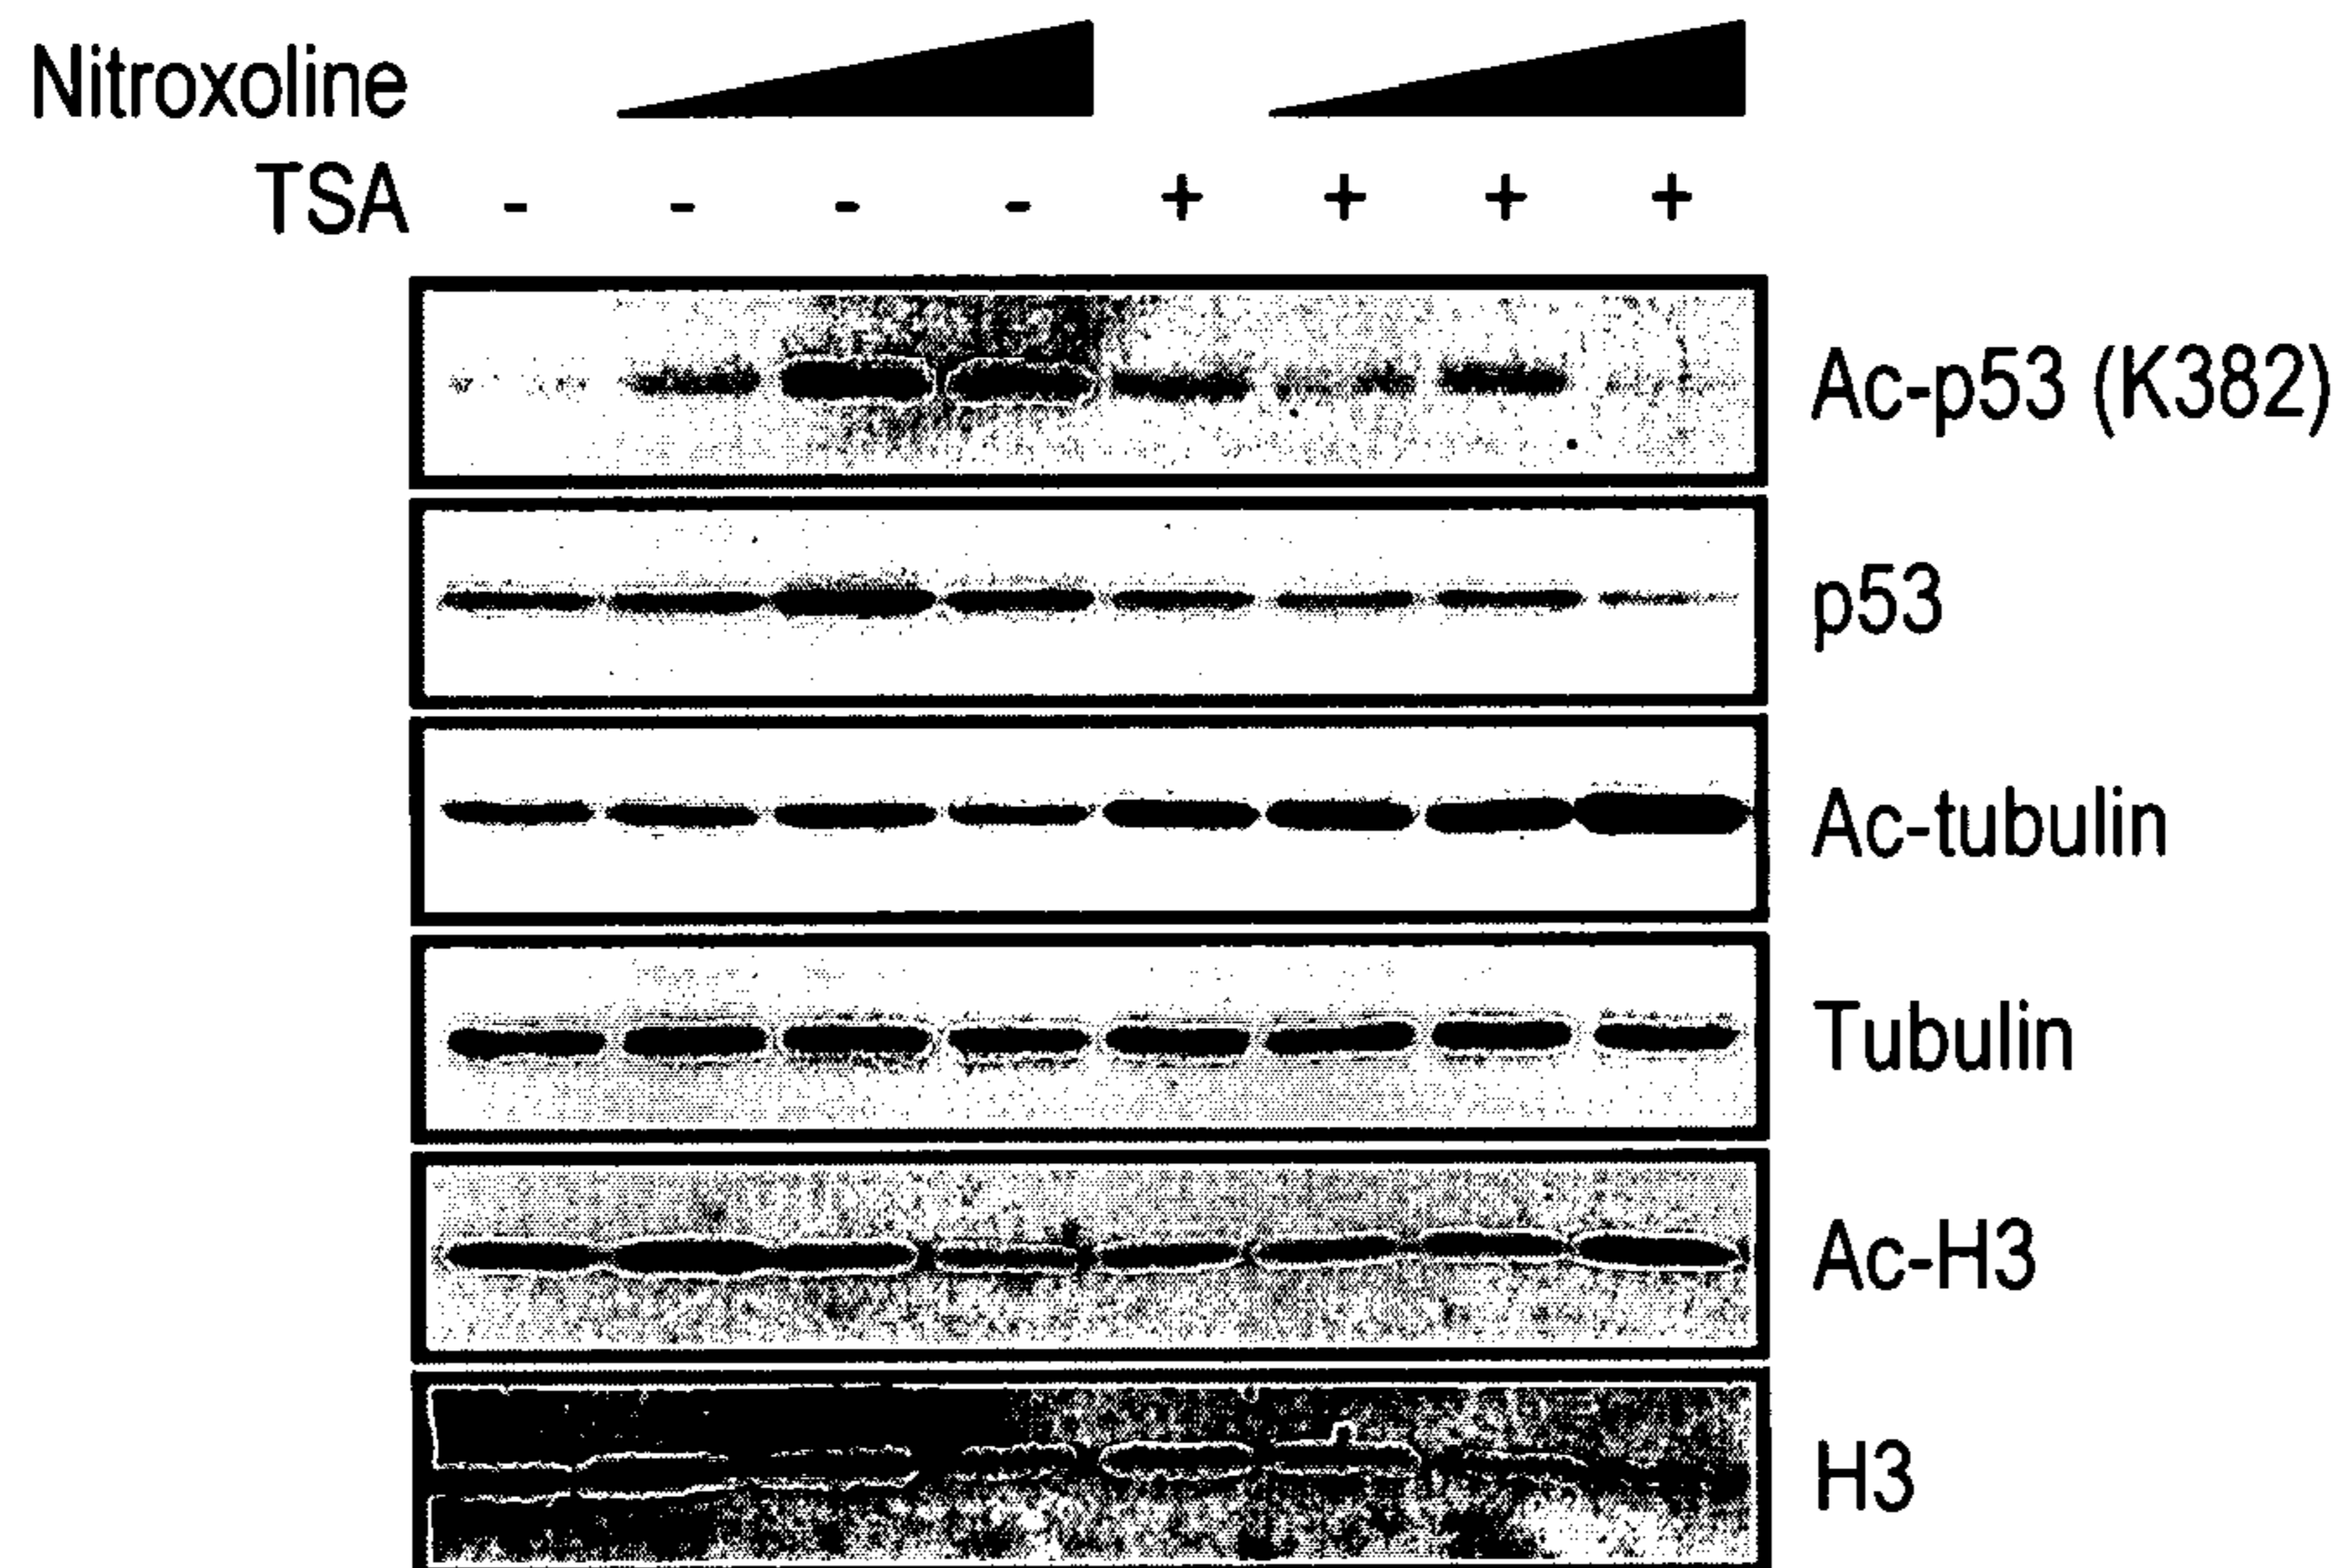 Nitroxoline
TSA - - - - + + + +
Ac-p53 (K382)
p53
Ac-tubulin
Tubulin
Ac-H3
H3